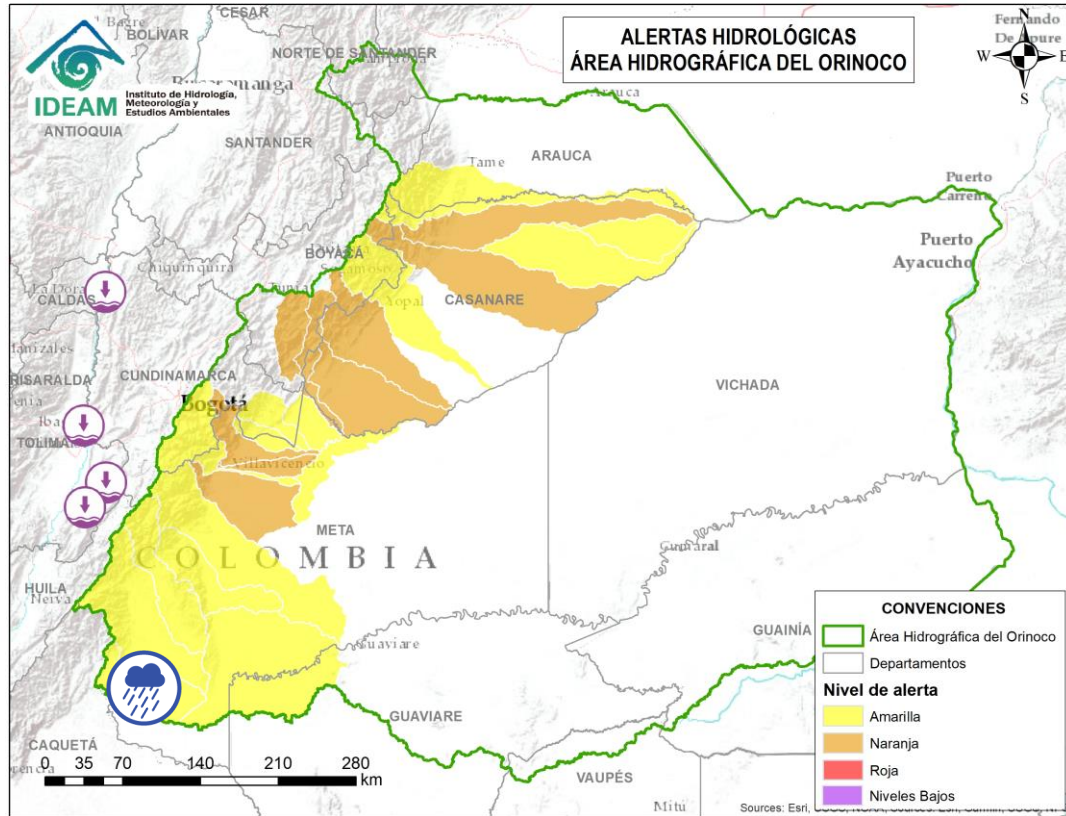 ALERTAS HIDROLÓGICAS
ÁREA HIDROGRÁFICA DEL ORINOCO
N
W
E
S
IDEAM
Instituto de Hidrología,
Meteorología y
Estudios Ambientales
CESAR
BOLÍVAR
NORTE DE SANTANDER
Arauca
ANTIOQUIA
SANTANDER
Tame
ARAUCA
Puerto
Carreño
Puerto
Ayacucho
BOYACÁ
Chiquinquira
CALDAS
Tunja
Yopal
CASANARE
RISARALDA
CUNDINAMARCA
VICHADA
Bogotá
TOLIMA
Villavicencio
META
COLOMBIA
Cumaral
HUILA
Neiva
Guaviare
GUAINÍA
GUAVIARE
CAQUETÁ
VAUPÉS
Mitú
0 35 70 140 210 280
km
CONVENCIONES
Área Hidrográfica del Orinoco
Departamentos
Nivel de alerta
Amarilla
Naranja
Roja
Niveles Bajos
Sources: Esri,